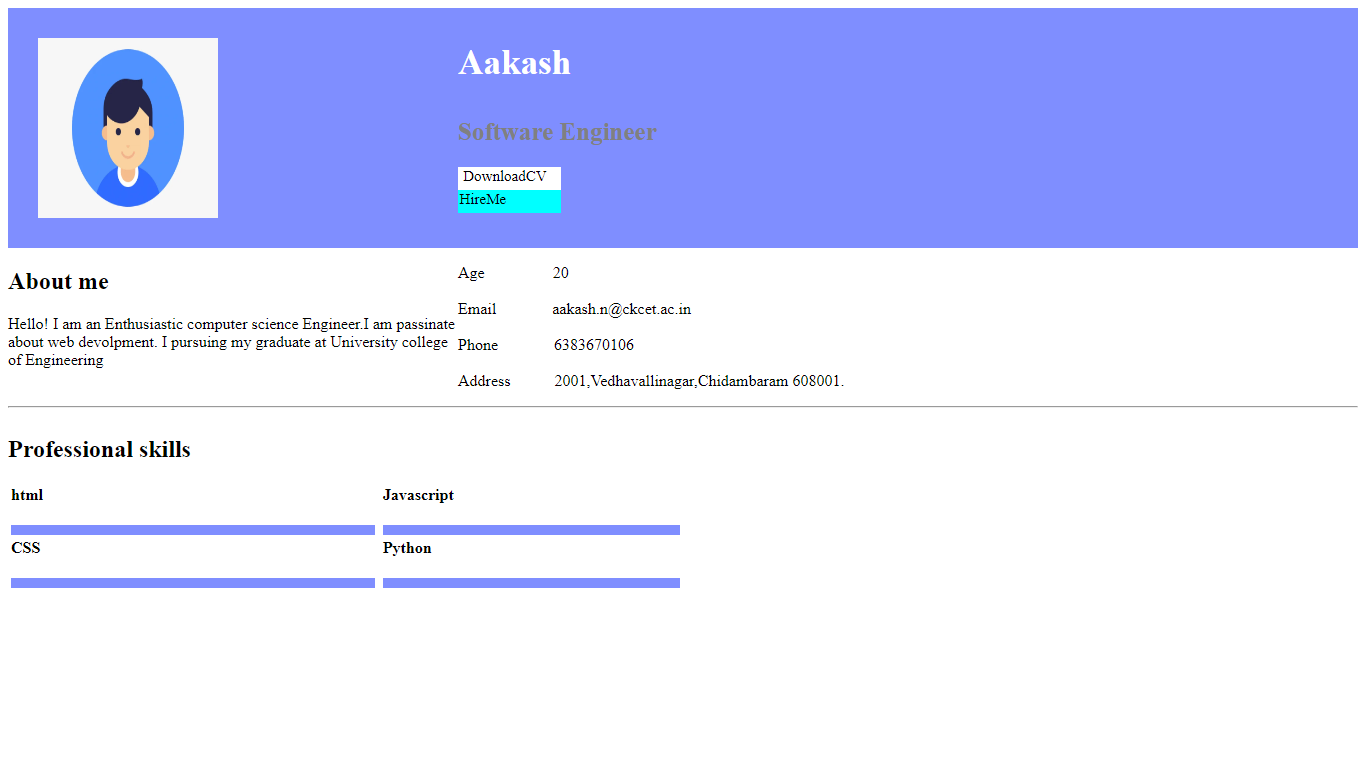 Aakash
Software Engineer
DownloadCV
HireMe
About me
Hello! I am an Enthusiastic computer science Engineer.I am passinate
about web devolpment. I pursuing my graduate at University college
of Engineering
Age 20
Email aakash.n@ckcet.ac.in
Phone 6383670106
Address 2001,Vedhavallinagar,Chidambaram 608001.
Professional skills
html Javascript
CSS Python